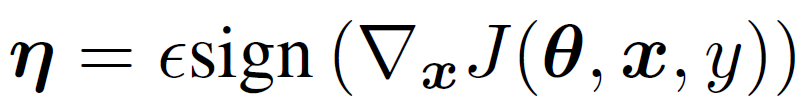 η = ϵsign (∇ₓJ(θ, x, y))